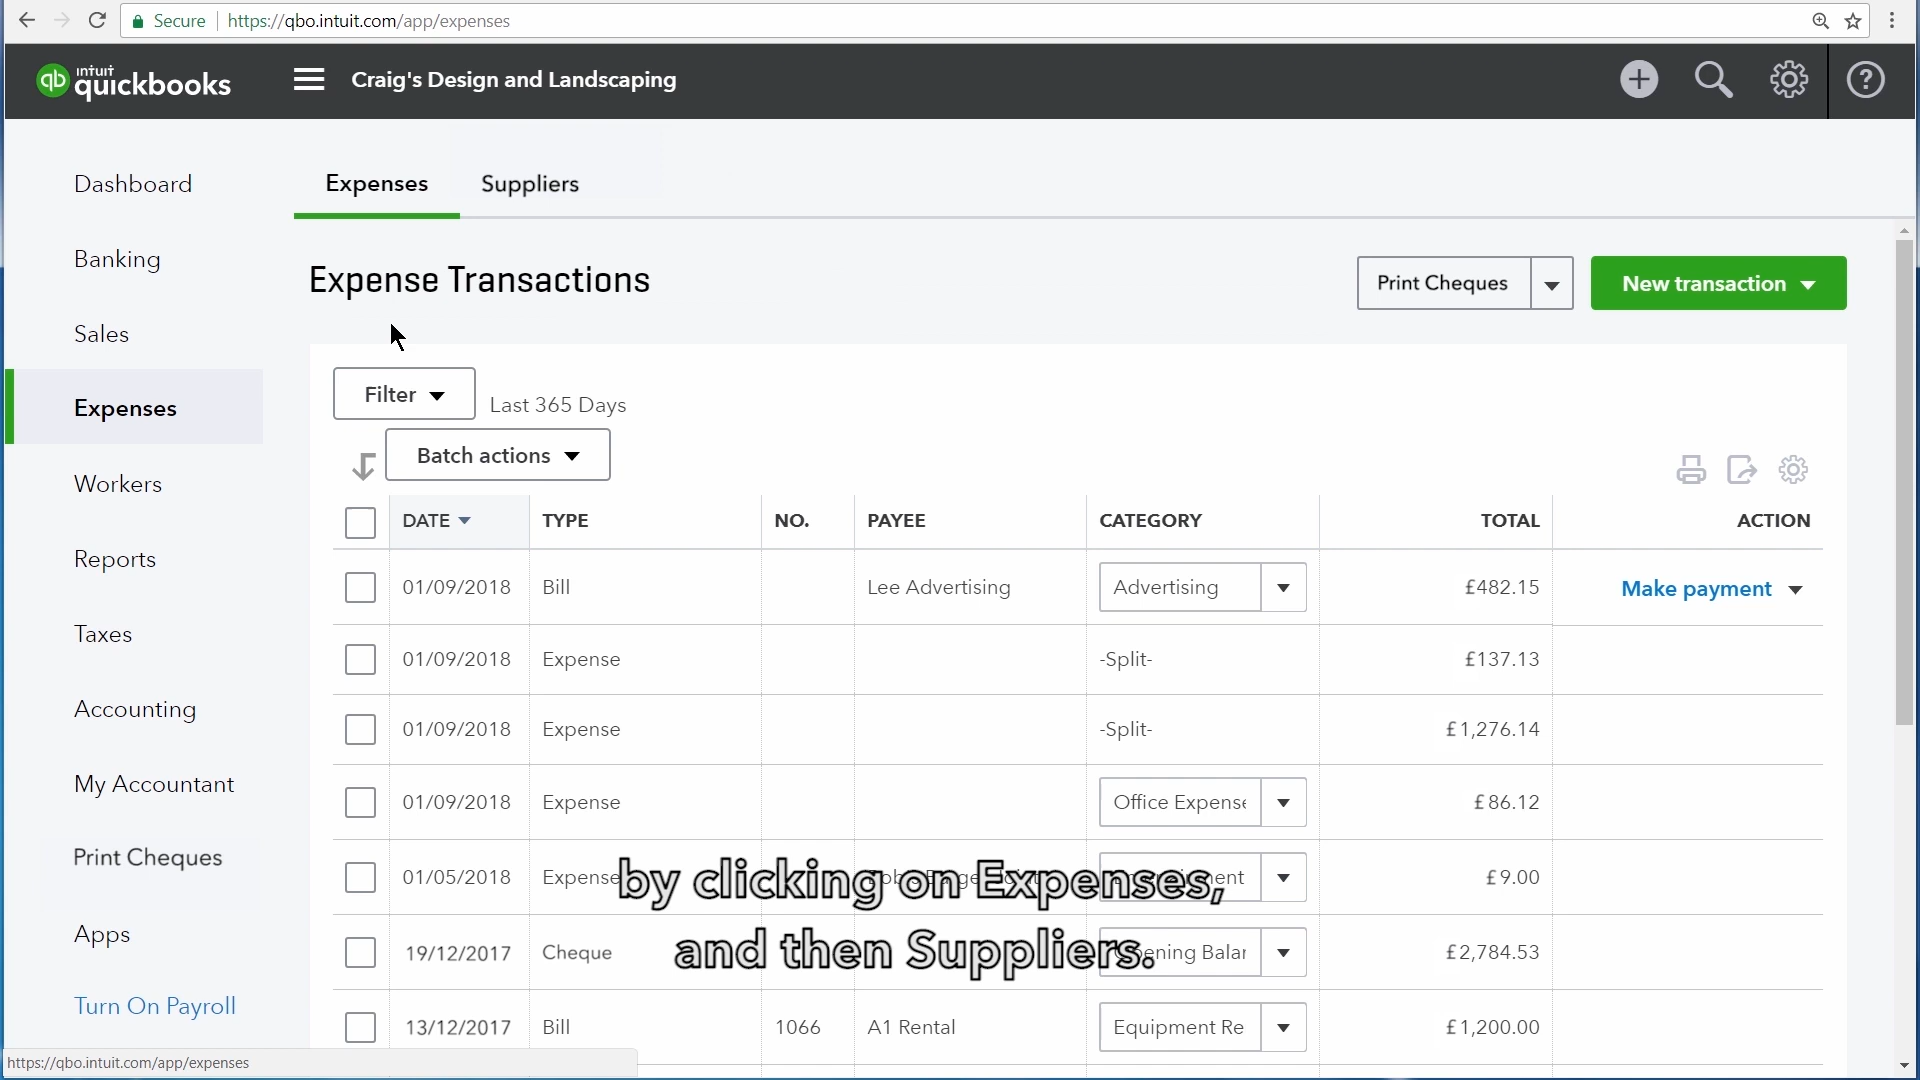 Secure https://qbo.intuit.com/app/expenses
qb intuit quickbooks Craig's Design and Landscaping
Dashboard
Banking
Sales
Expenses
Workers
Reports
Taxes
Accounting
My Accountant
Print Cheques
Apps
Turn On Payroll
Expenses Suppliers
Expense Transactions
Print Cheques New transaction
Filter Last 365 Days
Batch actions
DATE TYPE NO. PAYEE CATEGORY TOTAL ACTION
01/09/2018 Bill Lee Advertising Advertising £482.15 Make payment
01/09/2018 Expense -Split- £137.13
01/09/2018 Expense -Split- £1,276.14
01/09/2018 Expense Office Expense £86.12
01/05/2018 Expense £9.00
19/12/2017 Cheque Opening Balar £2,784.53
13/12/2017 Bill 1066 A1 Rental Equipment Re £1,200.00
by clicking on Expenses,
and then Suppliers.
https://qbo.intuit.com/app/expenses